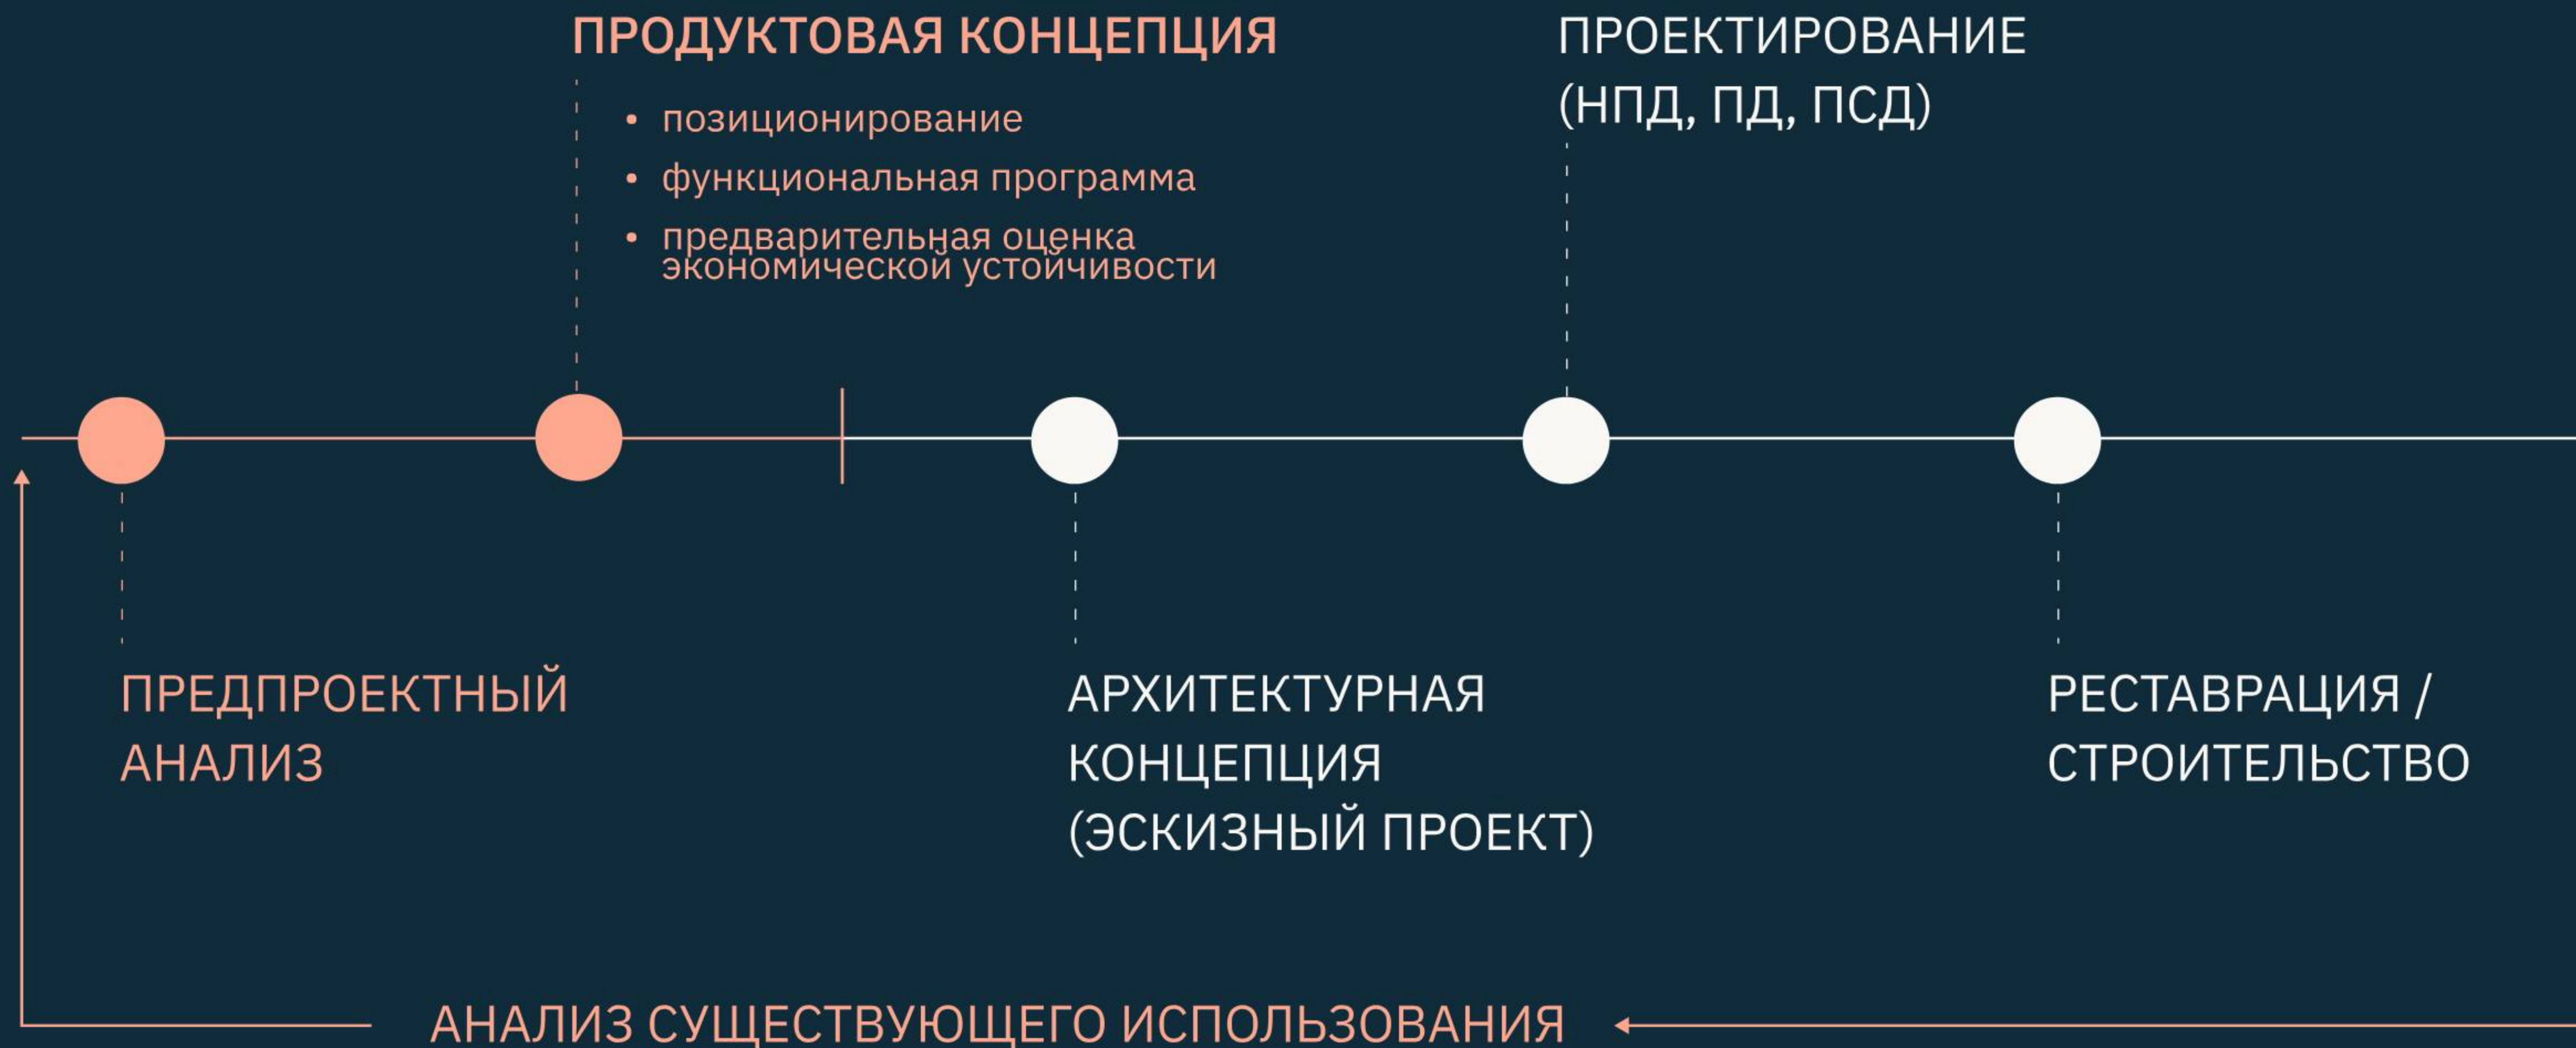 ПРОДУКТОВАЯ КОНЦЕПЦИЯ
• позиционирование
• функциональная программа
• предварительная оценка
экономической устойчивости
ПРОЕКТИРОВАНИЕ
(НПД, ПД, ПСД)
ПРЕДПРОЕКТНЫЙ
АНАЛИЗ
АРХИТЕКТУРНАЯ
КОНЦЕПЦИЯ
(ЭСКИЗНЫЙ ПРОЕКТ)
РЕСТАВРАЦИЯ /
СТРОИТЕЛЬСТВО
АНАЛИЗ СУЩЕСТВУЮЩЕГО ИСПОЛЬЗОВАНИЯ